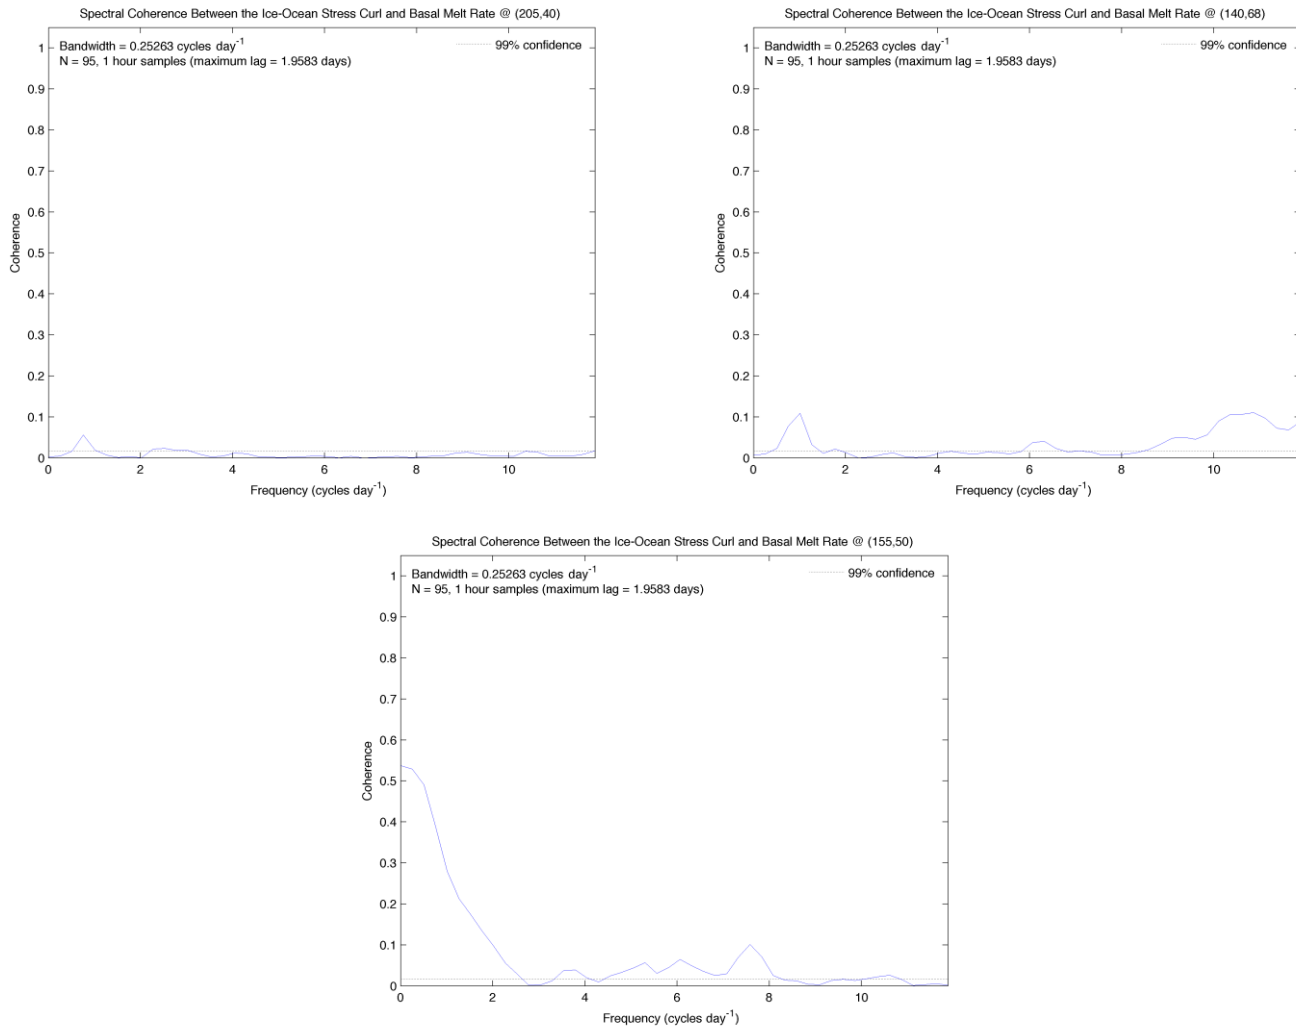 Spectral Coherence Between the Ice-Ocean Stress Curl and Basal Melt Rate @ (205,40)
Bandwidth = 0.25263 cycles day⁻¹
N = 95, 1 hour samples (maximum lag = 1.9583 days)
99% confidence
1
0.9
0.8
0.7
0.6
0.5
0.4
0.3
0.2
0.1
0
Coherence
0 2 4 6 8 10
Frequency (cycles day⁻¹)
Spectral Coherence Between the Ice-Ocean Stress Curl and Basal Melt Rate @ (140,68)
Bandwidth = 0.25263 cycles day⁻¹
N = 95, 1 hour samples (maximum lag = 1.9583 days)
99% confidence
1
0.9
0.8
0.7
0.6
0.5
0.4
0.3
0.2
0.1
0
Coherence
0 2 4 6 8 10
Frequency (cycles day⁻¹)
Spectral Coherence Between the Ice-Ocean Stress Curl and Basal Melt Rate @ (155,50)
Bandwidth = 0.25263 cycles day⁻¹
N = 95, 1 hour samples (maximum lag = 1.9583 days)
99% confidence
1
0.9
0.8
0.7
0.6
0.5
0.4
0.3
0.2
0.1
0
Coherence
0 2 4 6 8 10
Frequency (cycles day⁻¹)